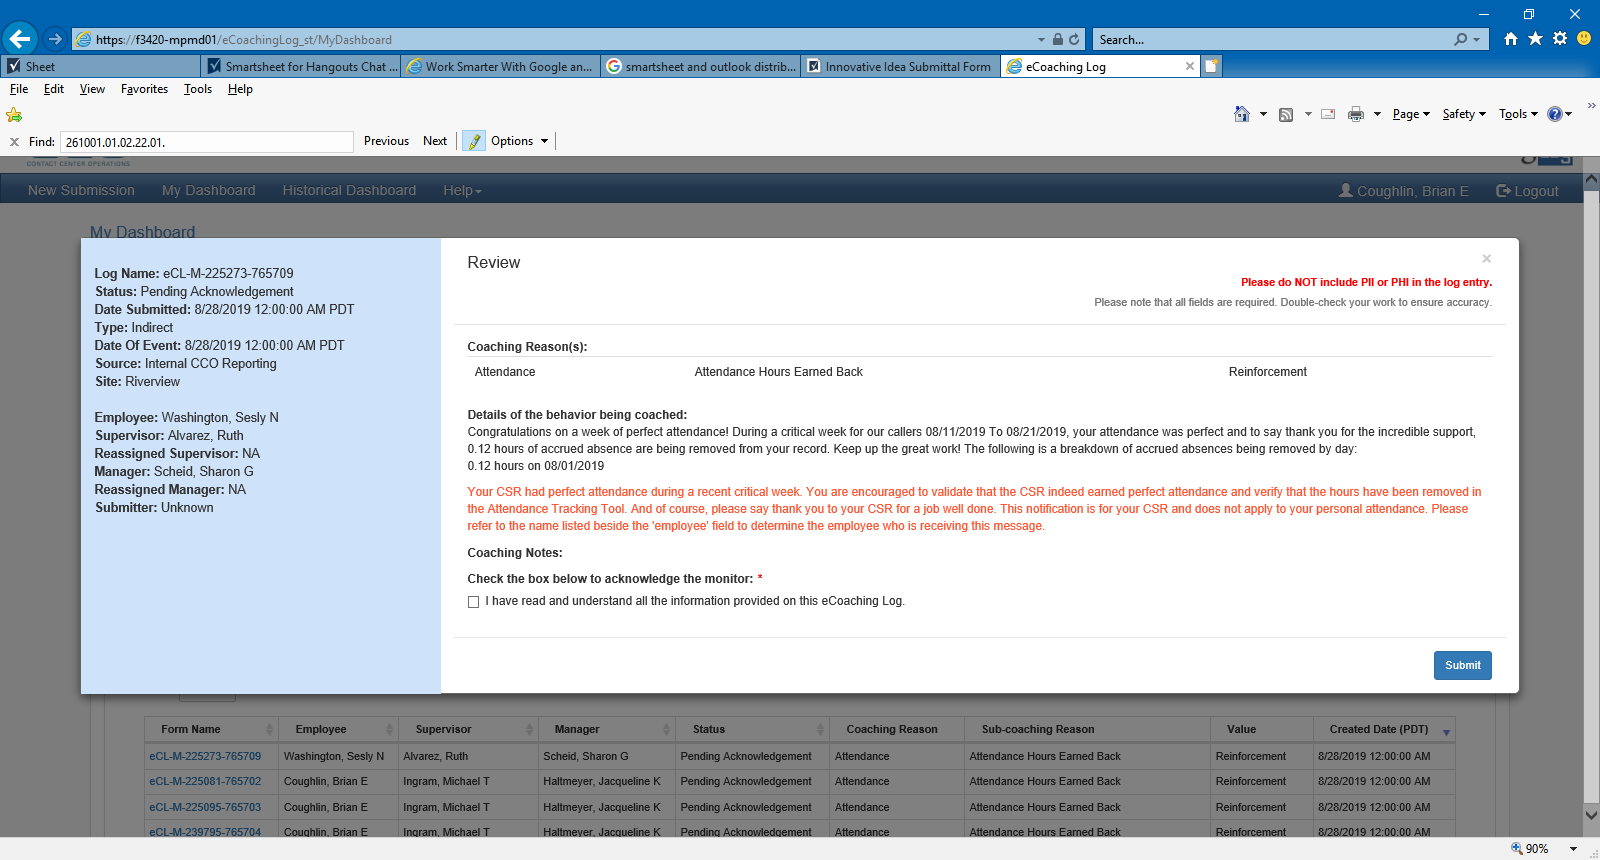 https://f3420-mpmd01/eCoachingLog_st/MyDashboard
Search...
Sheet
Smartsheet for Hangouts Chat ...
Work Smarter With Google an...
smartsheet and outlook distrib...
Innovative Idea Submittal Form
eCoaching Log
File Edit View Favorites Tools Help
Page Safety Tools
Find: 261001.01.02.22.01. Previous Next Options
CONTACT CENTER OPERATIONS
New Submission My Dashboard Historical Dashboard Help Coughlin, Brian E Logout
My Dashboard
Log Name: eCL-M-225273-765709
Status: Pending Acknowledgement
Date Submitted: 8/28/2019 12:00:00 AM PDT
Type: Indirect
Date Of Event: 8/28/2019 12:00:00 AM PDT
Source: Internal CCO Reporting
Site: Riverview
Employee: Washington, Sesly N
Supervisor: Alvarez, Ruth
Reassigned Supervisor: NA
Manager: Scheid, Sharon G
Reassigned Manager: NA
Submitter: Unknown
Review
×
Please do NOT include PII or PHI in the log entry.
Please note that all fields are required. Double-check your work to ensure accuracy.
Coaching Reason(s):
Attendance Attendance Hours Earned Back Reinforcement
Details of the behavior being coached:
Congratulations on a week of perfect attendance! During a critical week for our callers 08/11/2019 To 08/21/2019, your attendance was perfect and to say thank you for the incredible support,
0.12 hours of accrued absence are being removed from your record. Keep up the great work! The following is a breakdown of accrued absences being removed by day:
0.12 hours on 08/01/2019
Your CSR had perfect attendance during a recent critical week. You are encouraged to validate that the CSR indeed earned perfect attendance and verify that the hours have been removed in
the Attendance Tracking Tool. And of course, please say thank you to your CSR for a job well done. This notification is for your CSR and does not apply to your personal attendance. Please
refer to the name listed beside the 'employee' field to determine the employee who is receiving this message.
Coaching Notes:
Check the box below to acknowledge the monitor: *
I have read and understand all the information provided on this eCoaching Log.
Submit
Form Name Employee Supervisor Manager Status Coaching Reason Sub-coaching Reason Value Created Date (PDT)
eCL-M-225273-765709 Washington, Sesly N Alvarez, Ruth Scheid, Sharon G Pending Acknowledgement Attendance Attendance Hours Earned Back Reinforcement 8/28/2019 12:00:00 AM
eCL-M-225081-765702 Coughlin, Brian E Ingram, Michael T Haltmeyer, Jacqueline K Pending Acknowledgement Attendance Attendance Hours Earned Back Reinforcement 8/28/2019 12:00:00 AM
eCL-M-225095-765703 Coughlin, Brian E Ingram, Michael T Haltmeyer, Jacqueline K Pending Acknowledgement Attendance Attendance Hours Earned Back Reinforcement 8/28/2019 12:00:00 AM
eCL-M-239795-765704 Coughlin, Brian E Ingram, Michael T Haltmeyer, Jacqueline K Pending Acknowledgement Attendance Attendance Hours Earned Back Reinforcement 8/28/2019 12:00:00 AM
90%